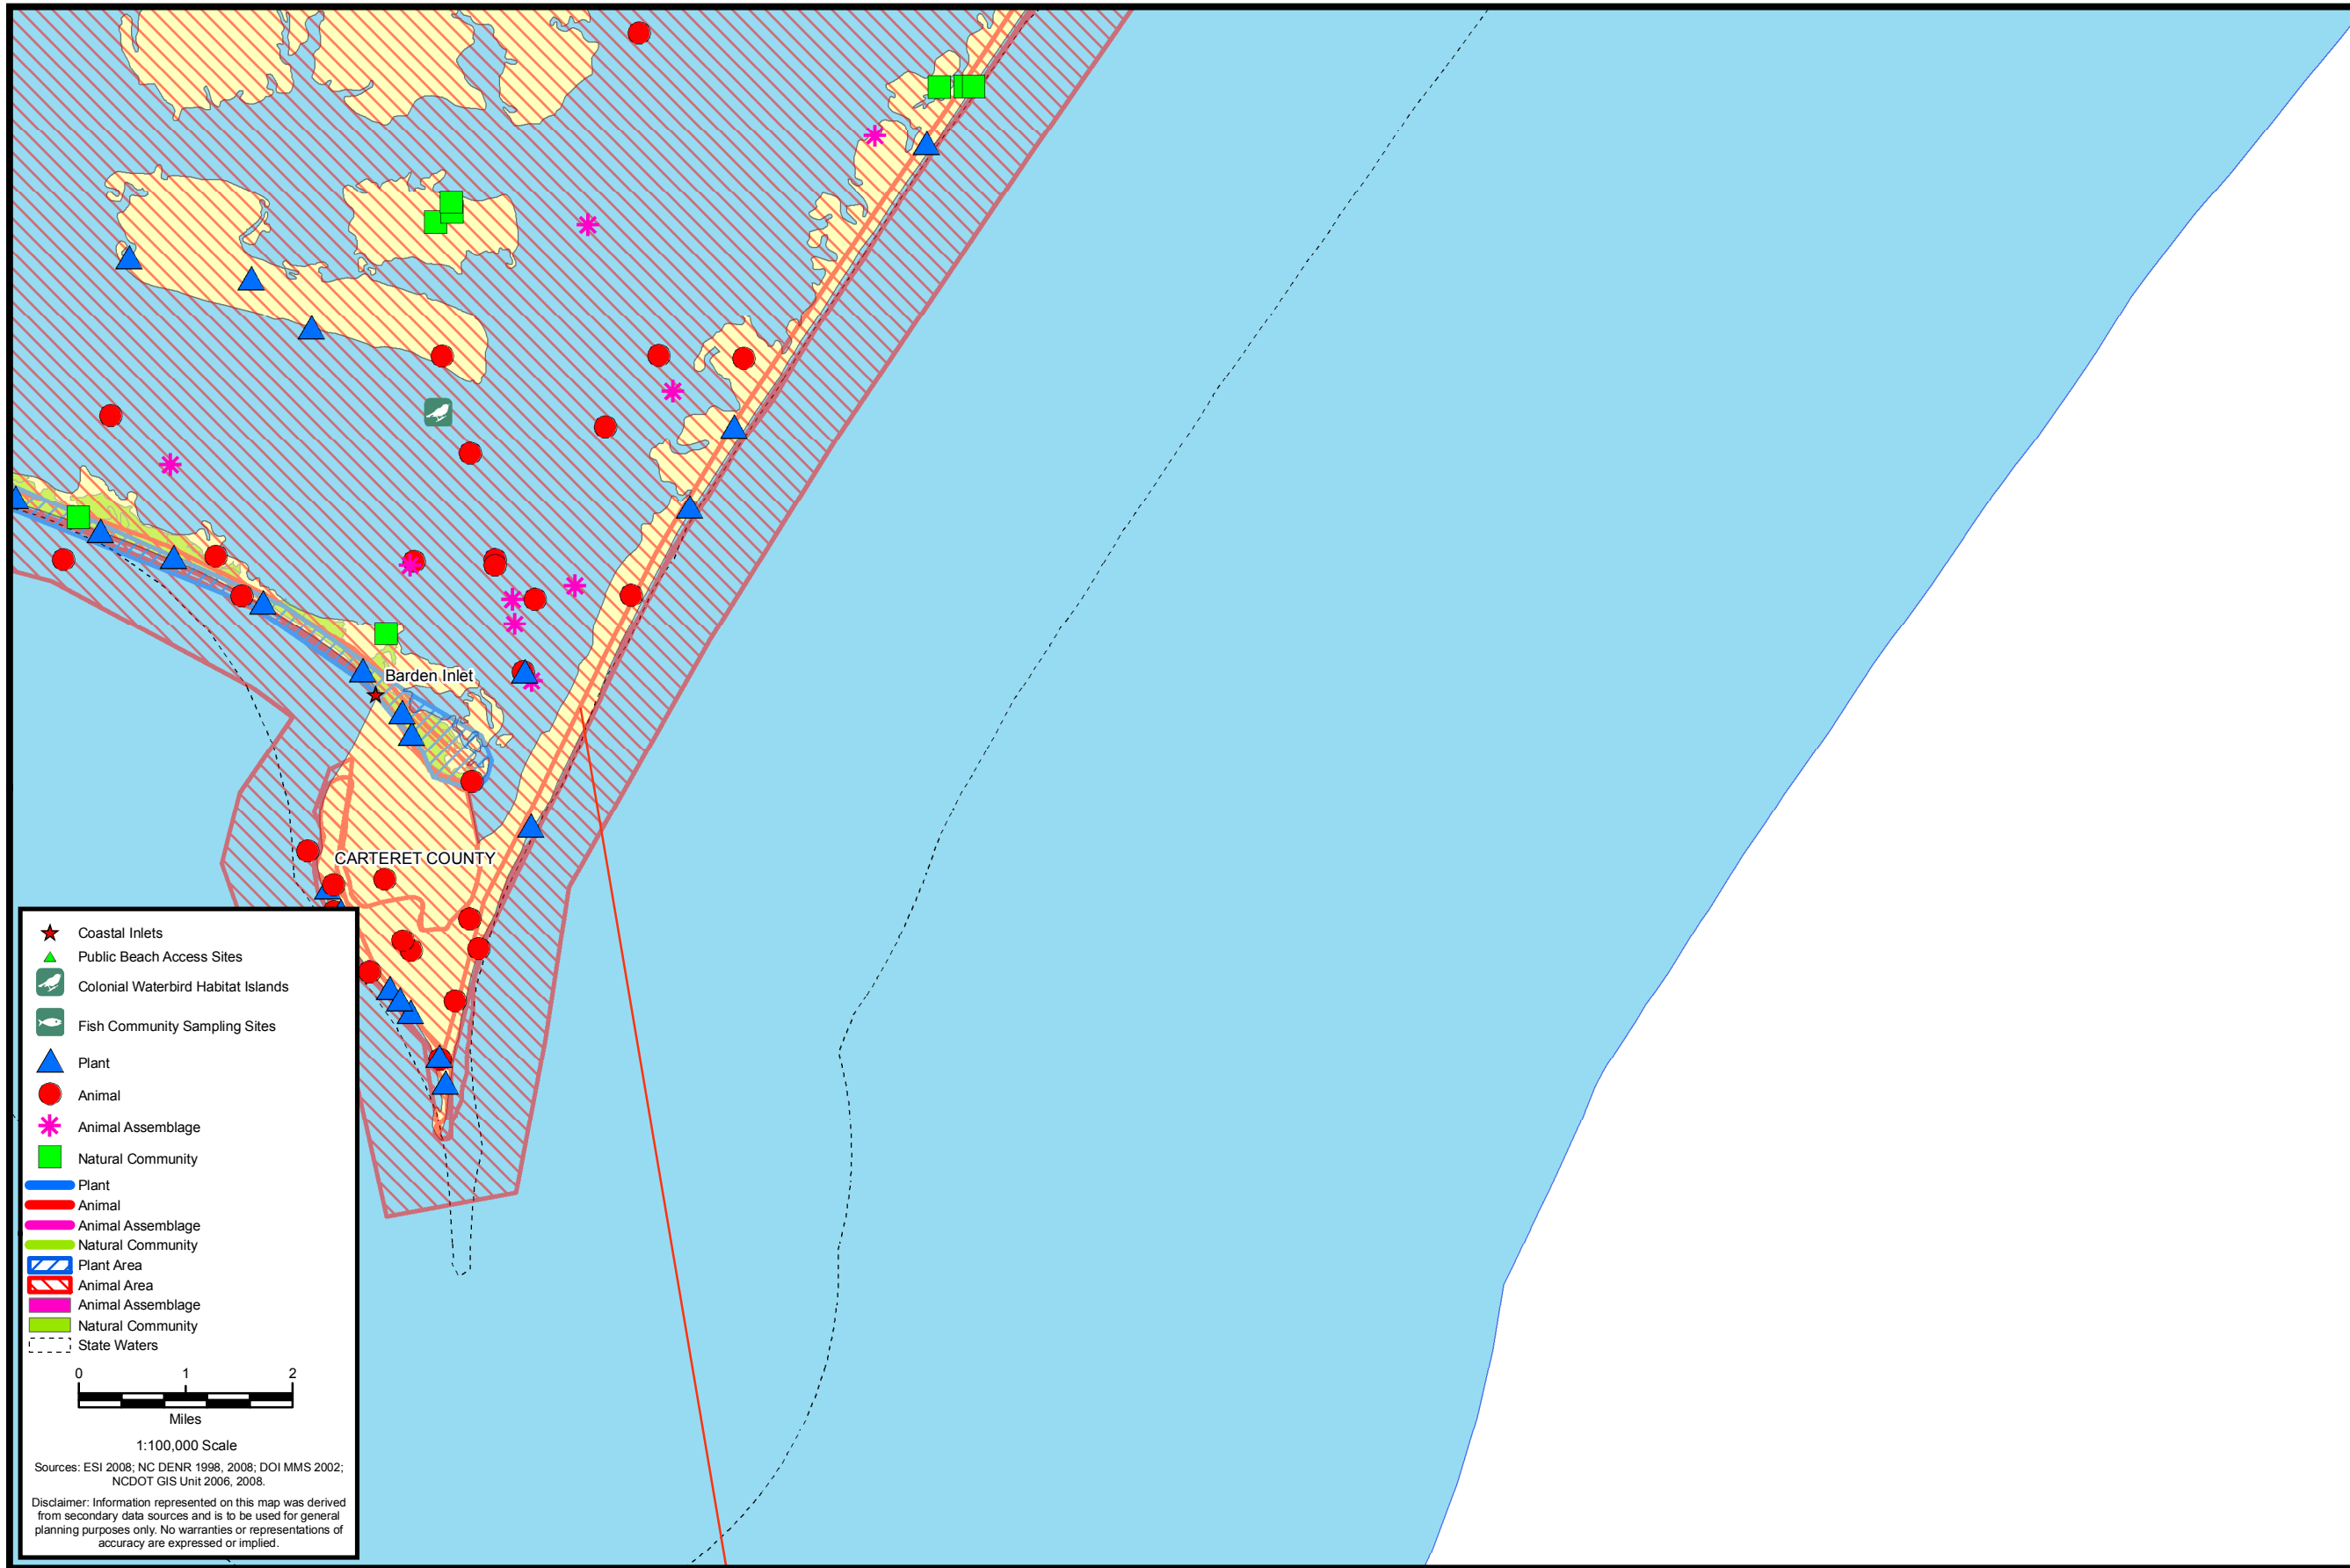 Barden Inlet
CARTERET COUNTY
Coastal Inlets
Public Beach Access Sites
Colonial Waterbird Habitat Islands
Fish Community Sampling Sites
Plant
Animal
Animal Assemblage
Natural Community
Plant
Animal
Animal Assemblage
Natural Community
Plant Area
Animal Area
Animal Assemblage
Natural Community
State Waters
0 1 2
Miles
1:100,000 Scale
Sources: ESI 2008; NC DENR 1998, 2008; DOI MMS 2002;
NCDOT GIS Unit 2006, 2008.
Disclaimer: Information represented on this map was derived
from secondary data sources and is to be used for general
planning purposes only. No warranties or representations of
accuracy are expressed or implied.